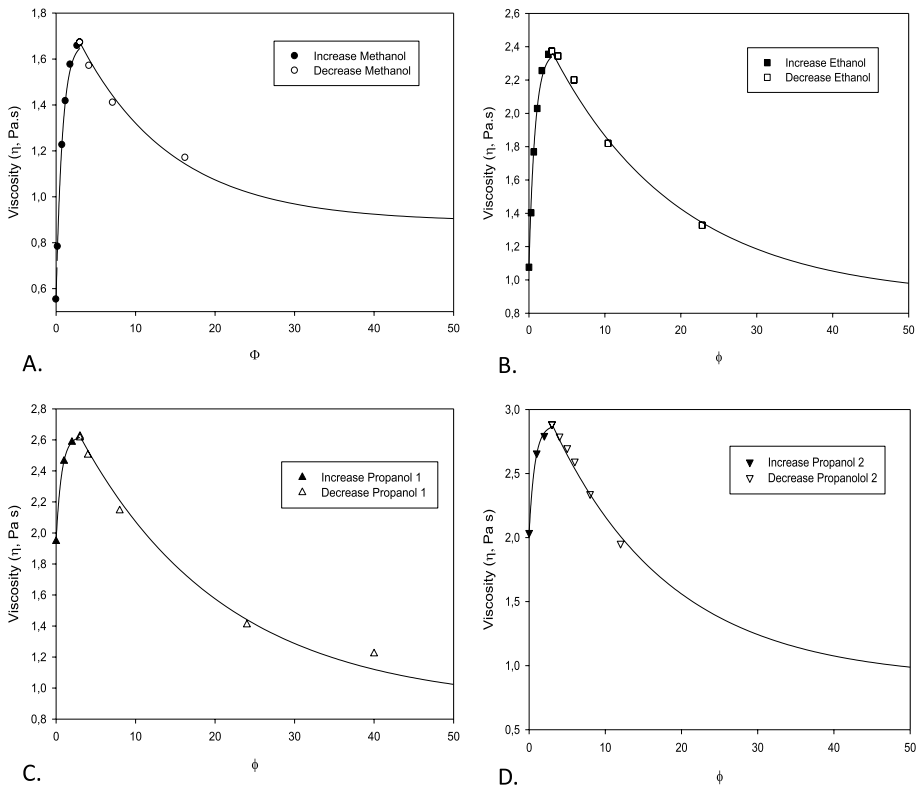 1,8
1,6
1,4
1,2
1,0
0,8
0,6
Viscosity (η, Pa.s)
Increase Methanol
Decrease Methanol
0 10 20 30 40 50
Φ
A.
2,6
2,4
2,2
2,0
1,8
1,6
1,4
1,2
1,0
0,8
Viscosity (η, Pa.s)
Increase Ethanol
Decrease Ethanol
0 10 20 30 40 50
ϕ
B.
2,8
2,6
2,4
2,2
2,0
1,8
1,6
1,4
1,2
1,0
0,8
Viscosity (η, Pa s)
Increase Propanol 1
Decrease Propanol 1
0 10 20 30 40 50
ϕ
C.
3,0
2,5
2,0
1,5
1,0
0,5
Viscosity (η, Pa s)
Increase Propanol 2
Decrease Propanolol 2
0 10 20 30 40 50
ϕ
D.